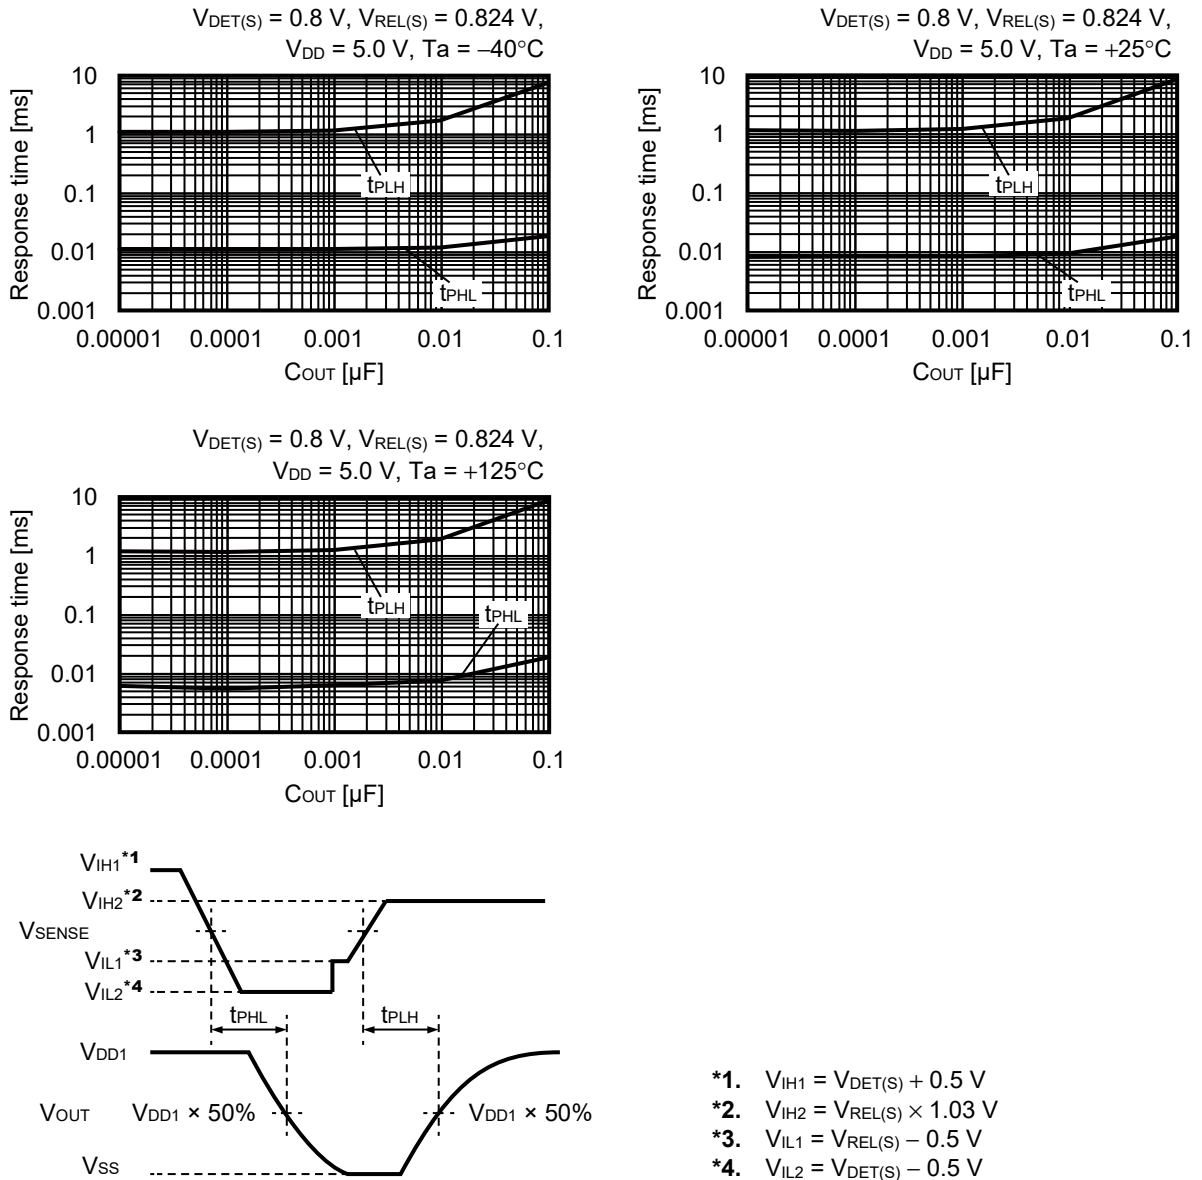 VDET(S) = 0.8 V, VREL(S) = 0.824 V,
VDD = 5.0 V, Ta = −40°C
Response time [ms]
10
1
0.1
0.01
0.001
tPLH
tPHL
0.00001 0.0001 0.001 0.01 0.1
COUT [µF]
VDET(S) = 0.8 V, VREL(S) = 0.824 V,
VDD = 5.0 V, Ta = +25°C
Response time [ms]
10
1
0.1
0.01
0.001
tPLH
tPHL
0.00001 0.0001 0.001 0.01 0.1
COUT [µF]
VDET(S) = 0.8 V, VREL(S) = 0.824 V,
VDD = 5.0 V, Ta = +125°C
Response time [ms]
10
1
0.1
0.01
0.001
tPLH
tPHL
0.00001 0.0001 0.001 0.01 0.1
COUT [µF]
VIH1*1
VIH2*2
VSENSE
VIL1*3
VIL2*4
tPHL tPLH
VDD1
VOUT VDD1 × 50% VDD1 × 50%
VSS
*1. VIH1 = VDET(S) + 0.5 V
*2. VIH2 = VREL(S) × 1.03 V
*3. VIL1 = VREL(S) − 0.5 V
*4. VIL2 = VDET(S) − 0.5 V